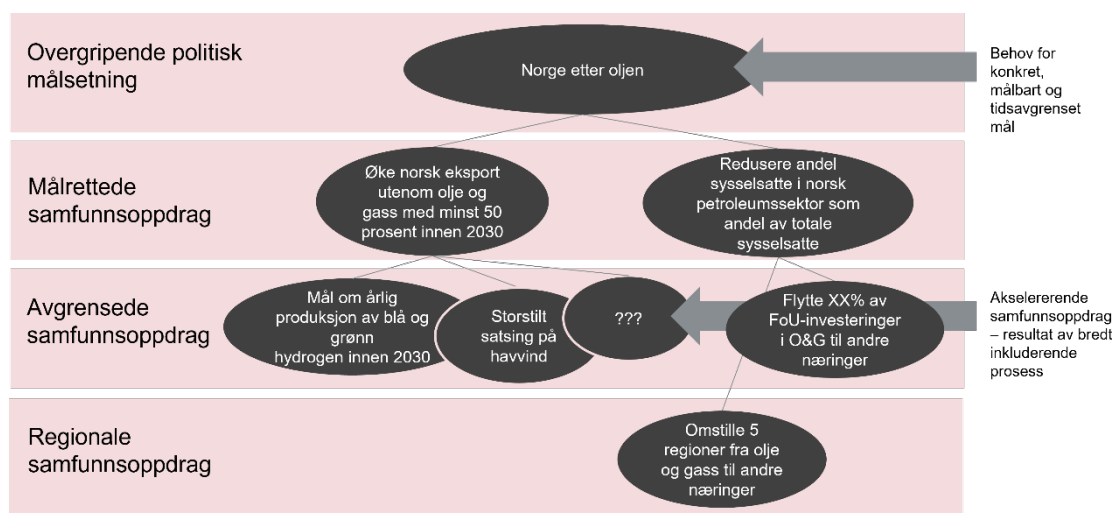 Overgripende politisk
målsetning
Norge etter oljen
Behov for
konkret,
målbart og
tidsavgrenset
mål
Målrettede
samfunnsoppdrag
Øke norsk eksport
utenom olje og
gass med minst 50
prosent innen 2030
Redusere andel
sysselsatte i norsk
petroleumssektor som
andel av totale
sysselsatte
Avgrensede
samfunnsoppdrag
Mål om årlig
produksjon av blå og
grønn
hydrogen innen 2030
Storstilt
satsing på
havvind
???
Flytte XX% av
FoU-investeringer
i O&G til andre
næringer
Akselererende
samfunnsoppdrag
– resultat av bredt
inkluderende
prosess
Regionale
samfunnsoppdrag
Omstille 5
regioner fra olje
og gass til andre
næringer